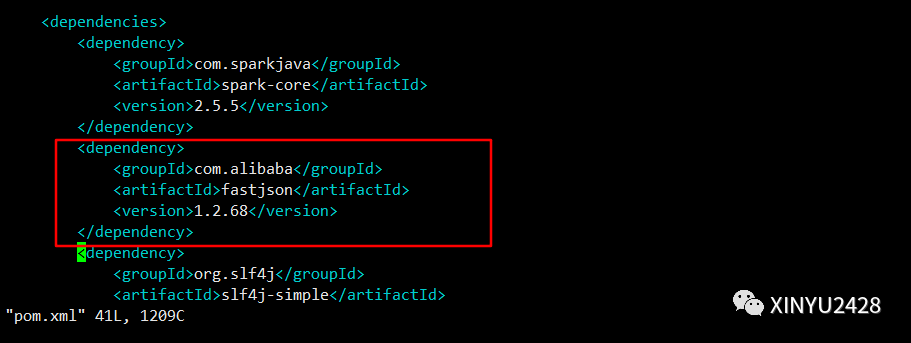 <dependencies>
<dependency>
<groupId>com.sparkjava</groupId>
<artifactId>spark-core</artifactId>
<version>2.5.5</version>
</dependency>
<dependency>
<groupId>com.alibaba</groupId>
<artifactId>fastjson</artifactId>
<version>1.2.68</version>
</dependency>
<dependency>
<groupId>org.slf4j</groupId>
<artifactId>slf4j-simple</artifactId>
"pom.xml" 41L, 1209C
XINYU2428